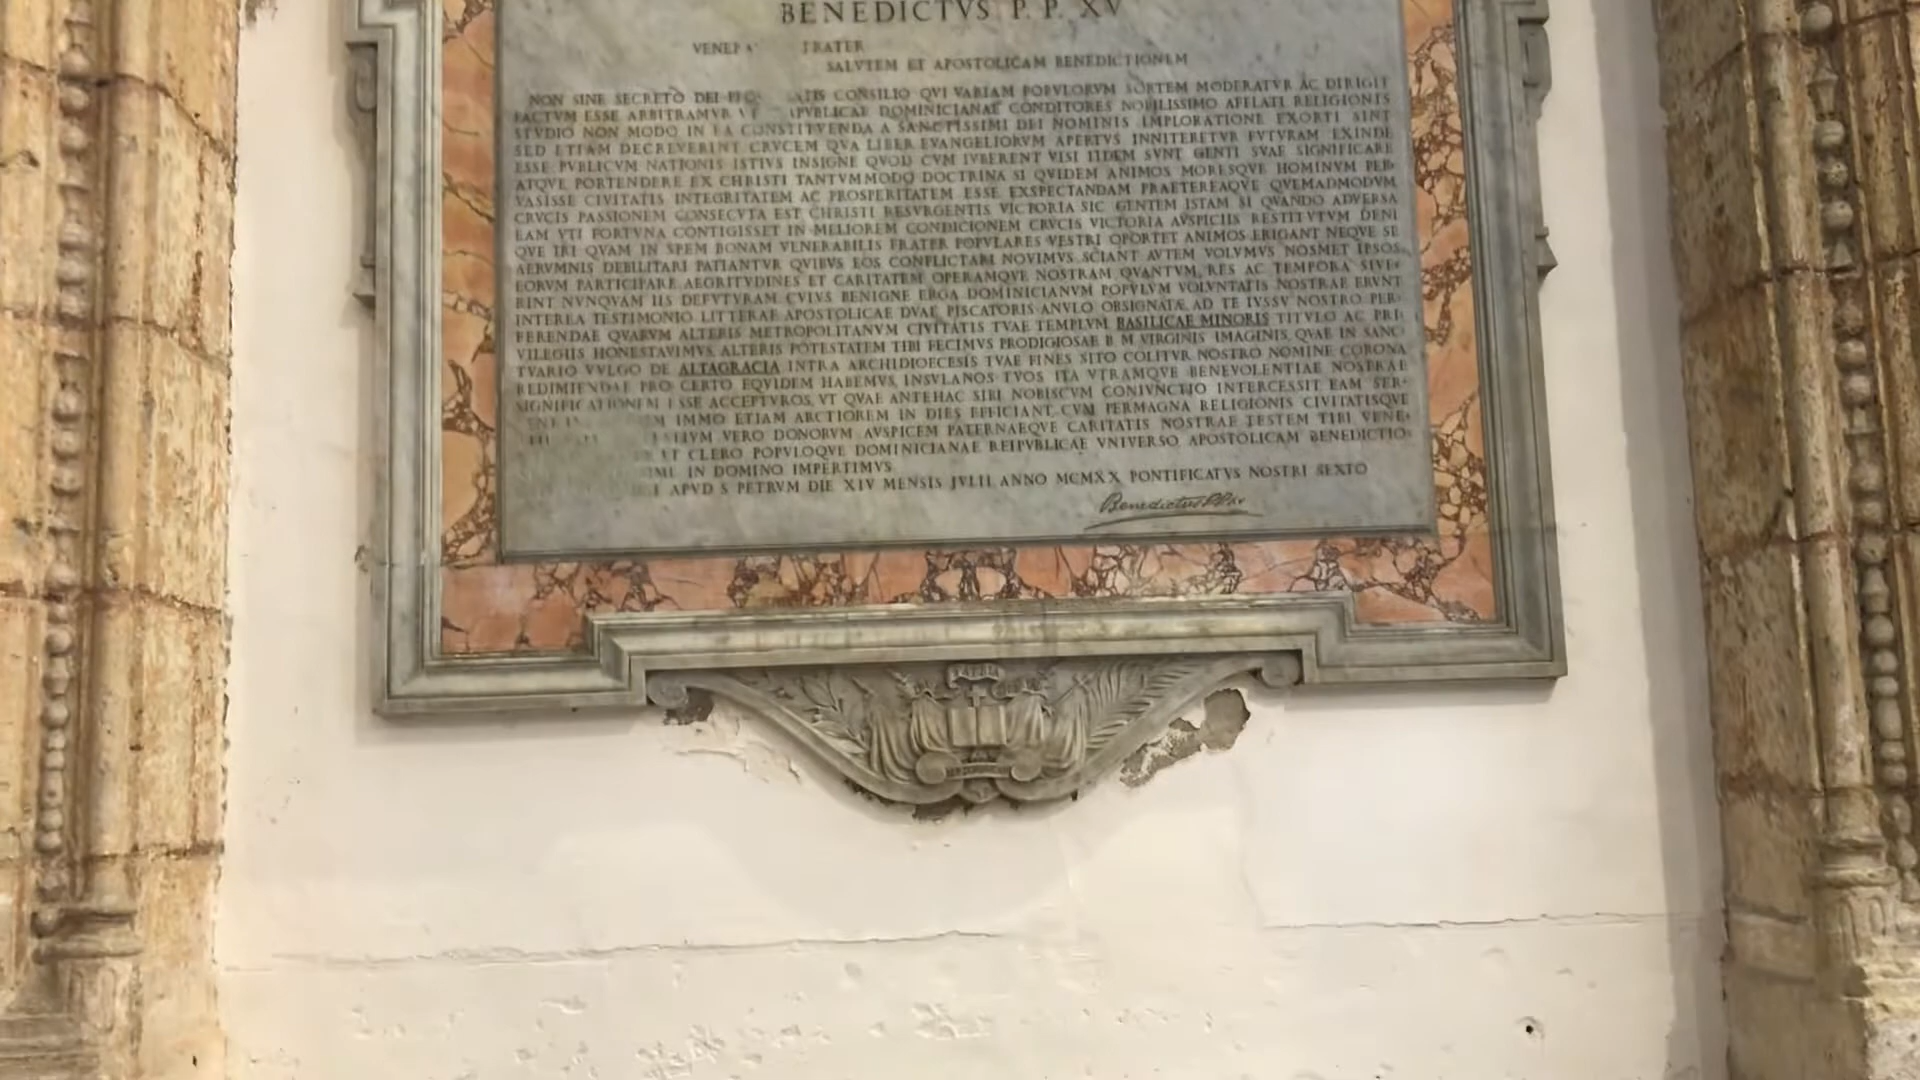 BENEDICTVS P. P. XV
FRATER
SALVTEM ET APOSTOLICAM BENEDICTIONEM
NON SINE SECRETO DEI CONSILIO QVI VARIAM POPVLORVM SORTEM MODERATVR AC DIRIGIT
FACTVM ESSE ARBITRAMVR DOMINICIANAE CONDITORES NOBILISSIMO AFFLATI RELIGIONIS
STVDIO NON MODO IN EA CONSTITVENDA A SANCTISSIMI DEI NOMINIS IMPLORATIONE EXORTI SINT
SED ETIAM DECREVERINT CRVCEM QVA LIBER EVANGELIORVM APERTVS INNITERETVR FVTVRAM EXINDE
ESSE PVBLICVM NATIONIS ISTIVS INSIGNE QVOD CVM IVBERENT VISI ITIDEM SVNT GENTI SVAE SIGNIFICARE
ATQVE PORTENDERE EX CHRISTI TANTVMMODO DOCTRINA SI QVIDEM ANIMOS MORESQVE HOMINVM PER-
VASISSE CIVITATIS INTEGRITATEM AC PROSPERITATEM ESSE EXSPECTANDAM PRAETEREAQVE QVEMADMODVM
CRVCIS PASSIONEM CONSECVTA EST CHRISTI RESVRGENTIS VICTORIA SIC GENTEM ISTAM SI QVANDO ADVERSA
EAM VTI FORTVNA CONTIGISSET IN MELIOREM CONDICIONEM CRVCIS VICTORIA AVSPICIIS RESTITVTVM DENI
QVE IRI QVAM IN SPEM BONAM VENERABILIS FRATER POPVLARES VESTRI OPORTET ANIMOS ERIGANT NEQVE SE
AERVMNIS DEBILITARI PATIANTVR QVIBVS EOS CONFLICTARI NOVIMVS SCIANT AVTEM VOLVMVS NOSMET IPSOS
EORVM PARTICIPARE AEGRITVDINES ET CARITATEM OPERAMQVE NOSTRAM QVANTVM RES AC TEMPORA SIVE-
RINT NVNQVAM IIS DEFVTVRAM CVIVS BENIGNE ERGA DOMINICIANVM POPVLVM VOLVNTATIS NOSTRAE ERVNT
INTEREA TESTIMONIO LITTERAE APOSTOLICAE DVAE PISCATORIS ANVLO OBSIGNATAE AD TE IVSSV NOSTRO PER-
FERENDAE QVARVM ALTERIS METROPOLITANVM CIVITATIS TVAE TEMPLVM BASILICAE MINORIS TITVLO AC PRI-
VILEGIIS HONESTAVIMVS, ALTERIS POTESTATEM TIBI FECIMVS PRODIGIOSAE B M VIRGINIS IMAGINIS, QVAE IN SANC
TVARIO VVLGO DE ALTAGRACIA INTRA ARCHIDIOECESIS TVAE FINES SITO COLITVR NOSTRO NOMINE CORONA
REDIMIENDAE PRO CERTO EQVIDEM HABEMVS, INSVLANOS TVOS ITA VTRAMQVE BENEVOLENTIAE NOSTRAE
SIGNIFICATIONEM ESSE ACCEPTVROS, VT QVAE ANTEHAC SIBI NOBISCVM CONIVNCTIO INTERCESSIT EAM SER-
IMMO ETIAM ARCTIOREM IN DIES EFFICIANT, CVM PERMAGNA RELIGIONIS CIVITATISQVE
VERO DONORVM AVSPICEM PATERNAEQVE CARITATIS NOSTRAE TESTEM TIBI VENE-
ET CLERO POPVLOQVE DOMINICIANAE REIPVBLICAE VNIVERSO APOSTOLICAM BENEDICTIO-
IN DOMINO IMPERTIMVS
APVD S PETRVM DIE XIV MENSIS JVLII ANNO MCMXX PONTIFICATVS NOSTRI SEXTO
Benedictus PP. XV
PATRIA